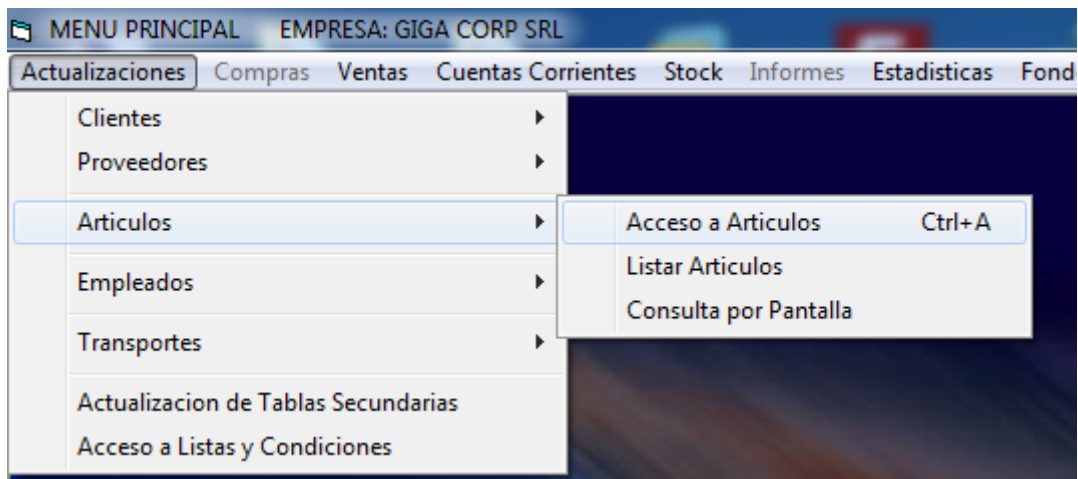 MENU PRINCIPAL EMPRESA: GIGA CORP SRL
Actualizaciones Compras Ventas Cuentas Corrientes Stock Informes Estadisticas Fond
Clientes
Proveedores
Articulos
Empleados
Transportes
Actualizacion de Tablas Secundarias
Acceso a Listas y Condiciones
Acceso a Articulos Ctrl+A
Listar Articulos
Consulta por Pantalla